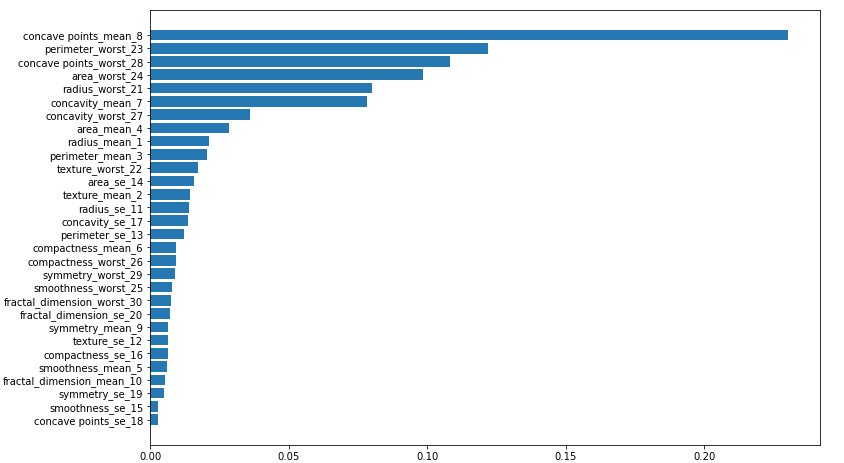 concave points_mean_8
perimeter_worst_23
concave points_worst_28
area_worst_24
radius_worst_21
concavity_mean_7
concavity_worst_27
area_mean_4
radius_mean_1
perimeter_mean_3
texture_worst_22
area_se_14
texture_mean_2
radius_se_11
concavity_se_17
perimeter_se_13
compactness_mean_6
compactness_worst_26
symmetry_worst_29
smoothness_worst_25
fractal_dimension_worst_30
fractal_dimension_se_20
symmetry_mean_9
texture_se_12
compactness_se_16
smoothness_mean_5
fractal_dimension_mean_10
symmetry_se_19
smoothness_se_15
concave points_se_18
0.00 0.05 0.10 0.15 0.20